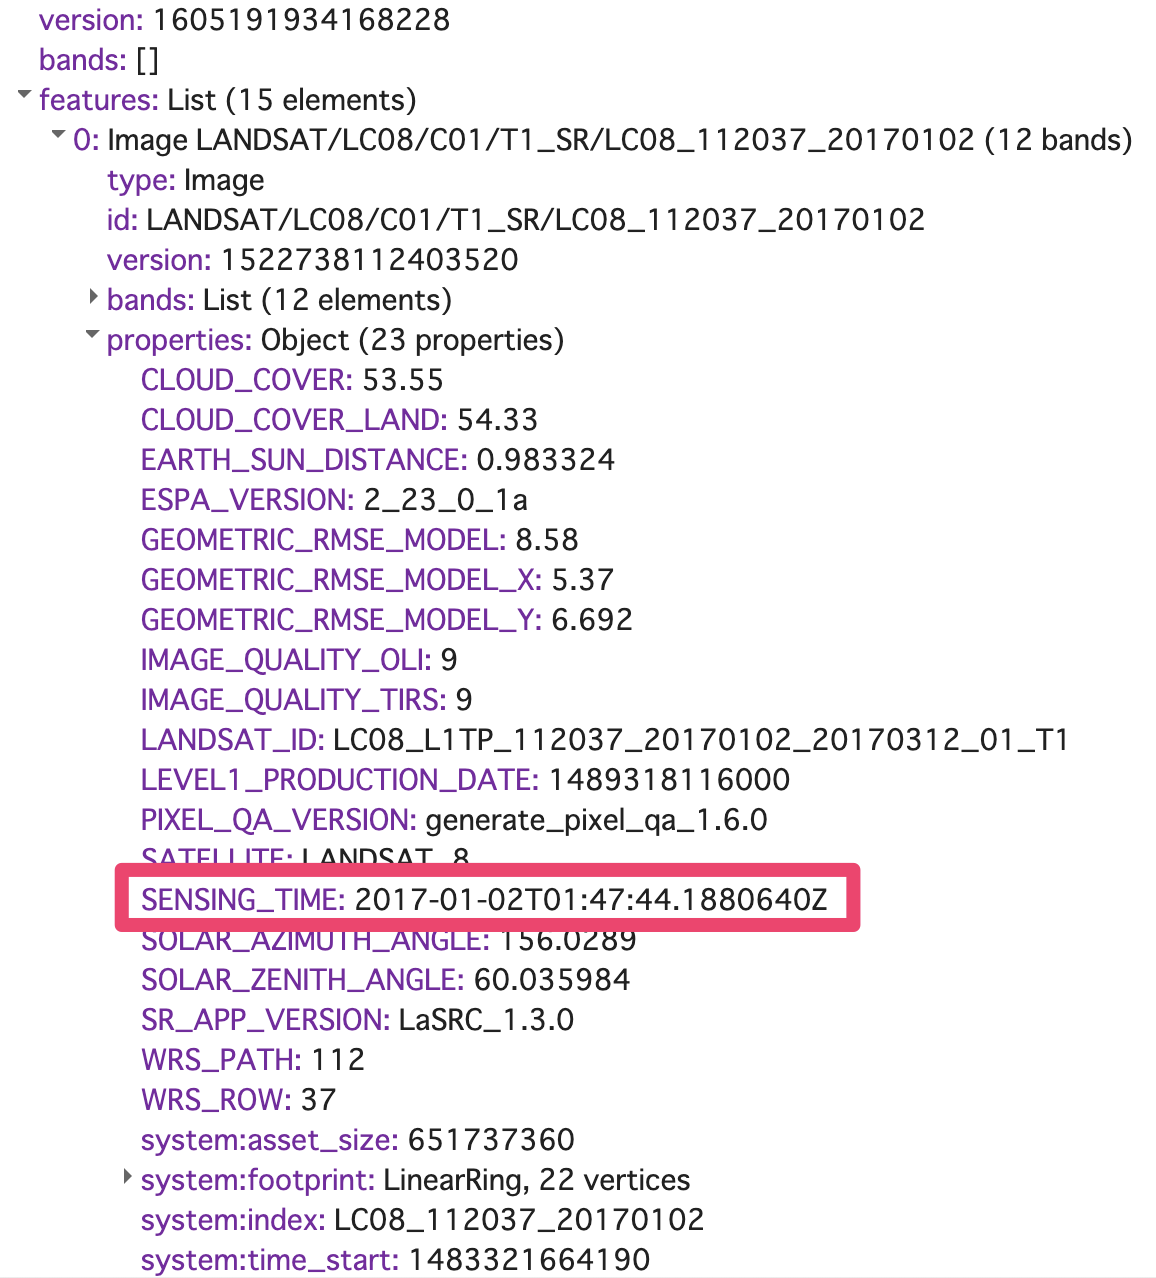 version: 1605191934168228
bands: []
features: List (15 elements)
0: Image LANDSAT/LC08/C01/T1_SR/LC08_112037_20170102 (12 bands)
type: Image
id: LANDSAT/LC08/C01/T1_SR/LC08_112037_20170102
version: 1522738112403520
bands: List (12 elements)
properties: Object (23 properties)
CLOUD_COVER: 53.55
CLOUD_COVER_LAND: 54.33
EARTH_SUN_DISTANCE: 0.983324
ESPA_VERSION: 2_23_0_1a
GEOMETRIC_RMSE_MODEL: 8.58
GEOMETRIC_RMSE_MODEL_X: 5.37
GEOMETRIC_RMSE_MODEL_Y: 6.692
IMAGE_QUALITY_OLI: 9
IMAGE_QUALITY_TIRS: 9
LANDSAT_ID: LC08_L1TP_112037_20170102_20170312_01_T1
LEVEL1_PRODUCTION_DATE: 1489318116000
PIXEL_QA_VERSION: generate_pixel_qa_1.6.0
SATELLITE: LANDSAT_8
SENSING_TIME: 2017-01-02T01:47:44.1880640Z
SOLAR_AZIMUTH_ANGLE: 156.0289
SOLAR_ZENITH_ANGLE: 60.035984
SR_APP_VERSION: LaSRC_1.3.0
WRS_PATH: 112
WRS_ROW: 37
system:asset_size: 651737360
system:footprint: LinearRing, 22 vertices
system:index: LC08_112037_20170102
system:time_start: 1483321664190